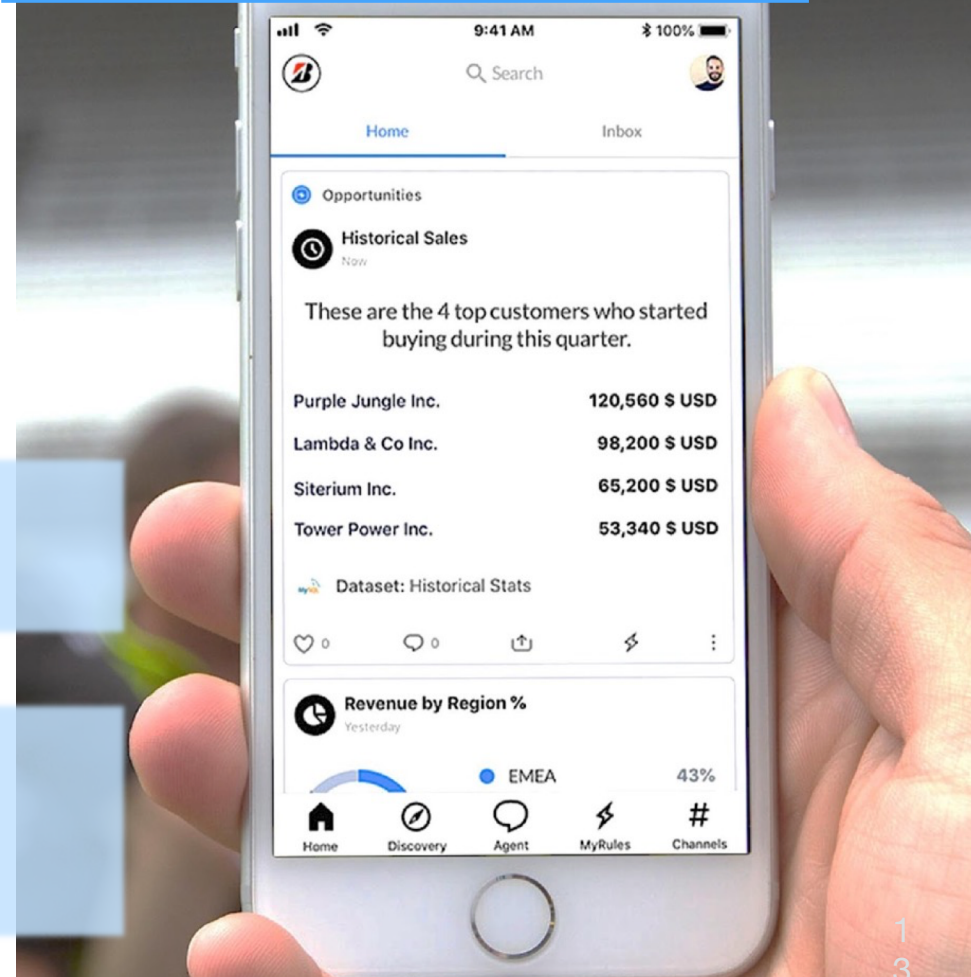 9:41 AM
100%
Search
Home Inbox
Opportunities
Historical Sales
Now
These are the 4 top customers who started
buying during this quarter.
Purple Jungle Inc. 120,560 $ USD
Lambda & Co Inc. 98,200 $ USD
Siterium Inc. 65,200 $ USD
Tower Power Inc. 53,340 $ USD
MySQL Dataset: Historical Stats
0 0
Revenue by Region %
Yesterday
EMEA 43%
Home Discovery Agent MyRules Channels
1
3